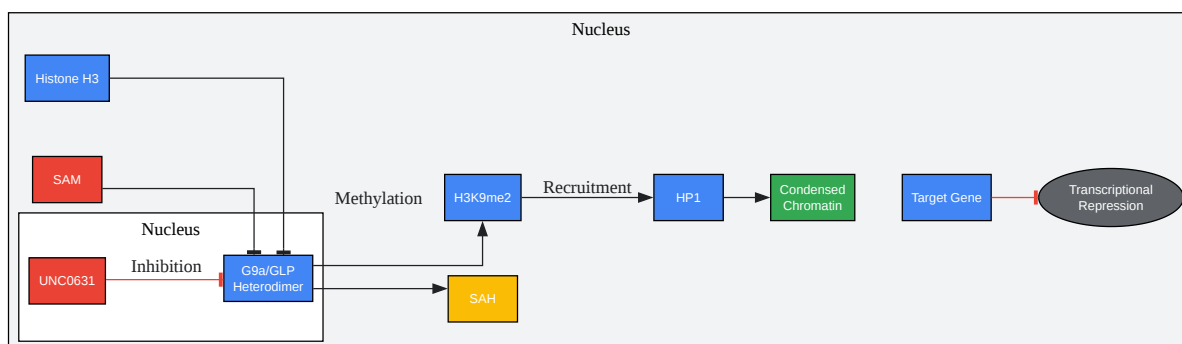 Nucleus
Histone H3
SAM
Methylation
H3K9me2
Recruitment
HP1
Condensed
Chromatin
Target Gene
Transcriptional
Repression
Nucleus
UNC0631
Inhibition
G9a/GLP
Heterodimer
SAH